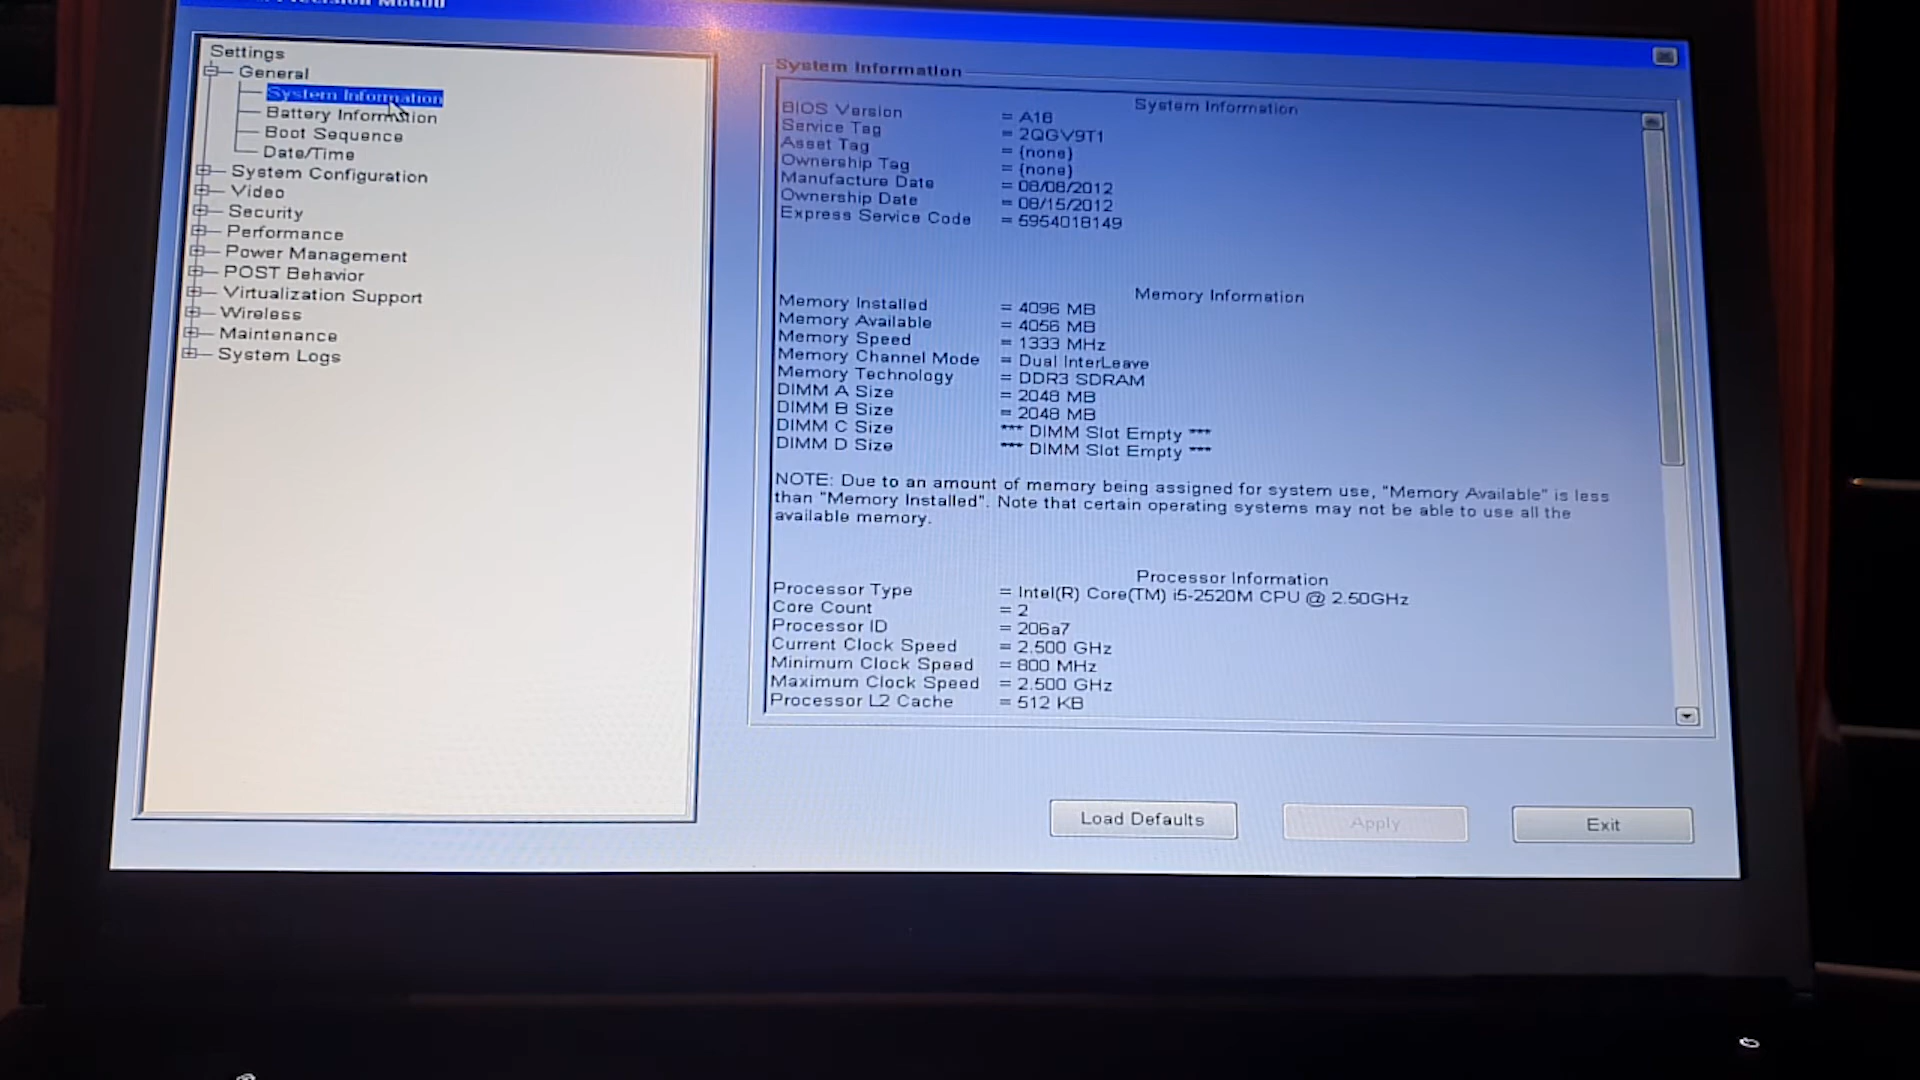 Precision M6600
Settings
General
System Information
Battery Information
Boot Sequence
Date/Time
System Configuration
Video
Security
Performance
Power Management
POST Behavior
Virtualization Support
Wireless
Maintenance
System Logs
System Information
System Information
BIOS Version = A16
Service Tag = 2QGV9T1
Asset Tag = {none}
Ownership Tag = {none}
Manufacture Date = 08/08/2012
Ownership Date = 08/15/2012
Express Service Code = 5954018149
Memory Information
Memory Installed = 4096 MB
Memory Available = 4056 MB
Memory Speed = 1333 MHz
Memory Channel Mode = Dual InterLeave
Memory Technology = DDR3 SDRAM
DIMM A Size = 2048 MB
DIMM B Size = 2048 MB
DIMM C Size *** DIMM Slot Empty ***
DIMM D Size *** DIMM Slot Empty ***
NOTE: Due to an amount of memory being assigned for system use, "Memory Available" is less
than "Memory Installed". Note that certain operating systems may not be able to use all the
available memory.
Processor Information
Processor Type = Intel(R) Core(TM) i5-2520M CPU @ 2.50GHz
Core Count = 2
Processor ID = 206a7
Current Clock Speed = 2.500 GHz
Minimum Clock Speed = 800 MHz
Maximum Clock Speed = 2.500 GHz
Processor L2 Cache = 512 KB
Load Defaults
Apply
Exit